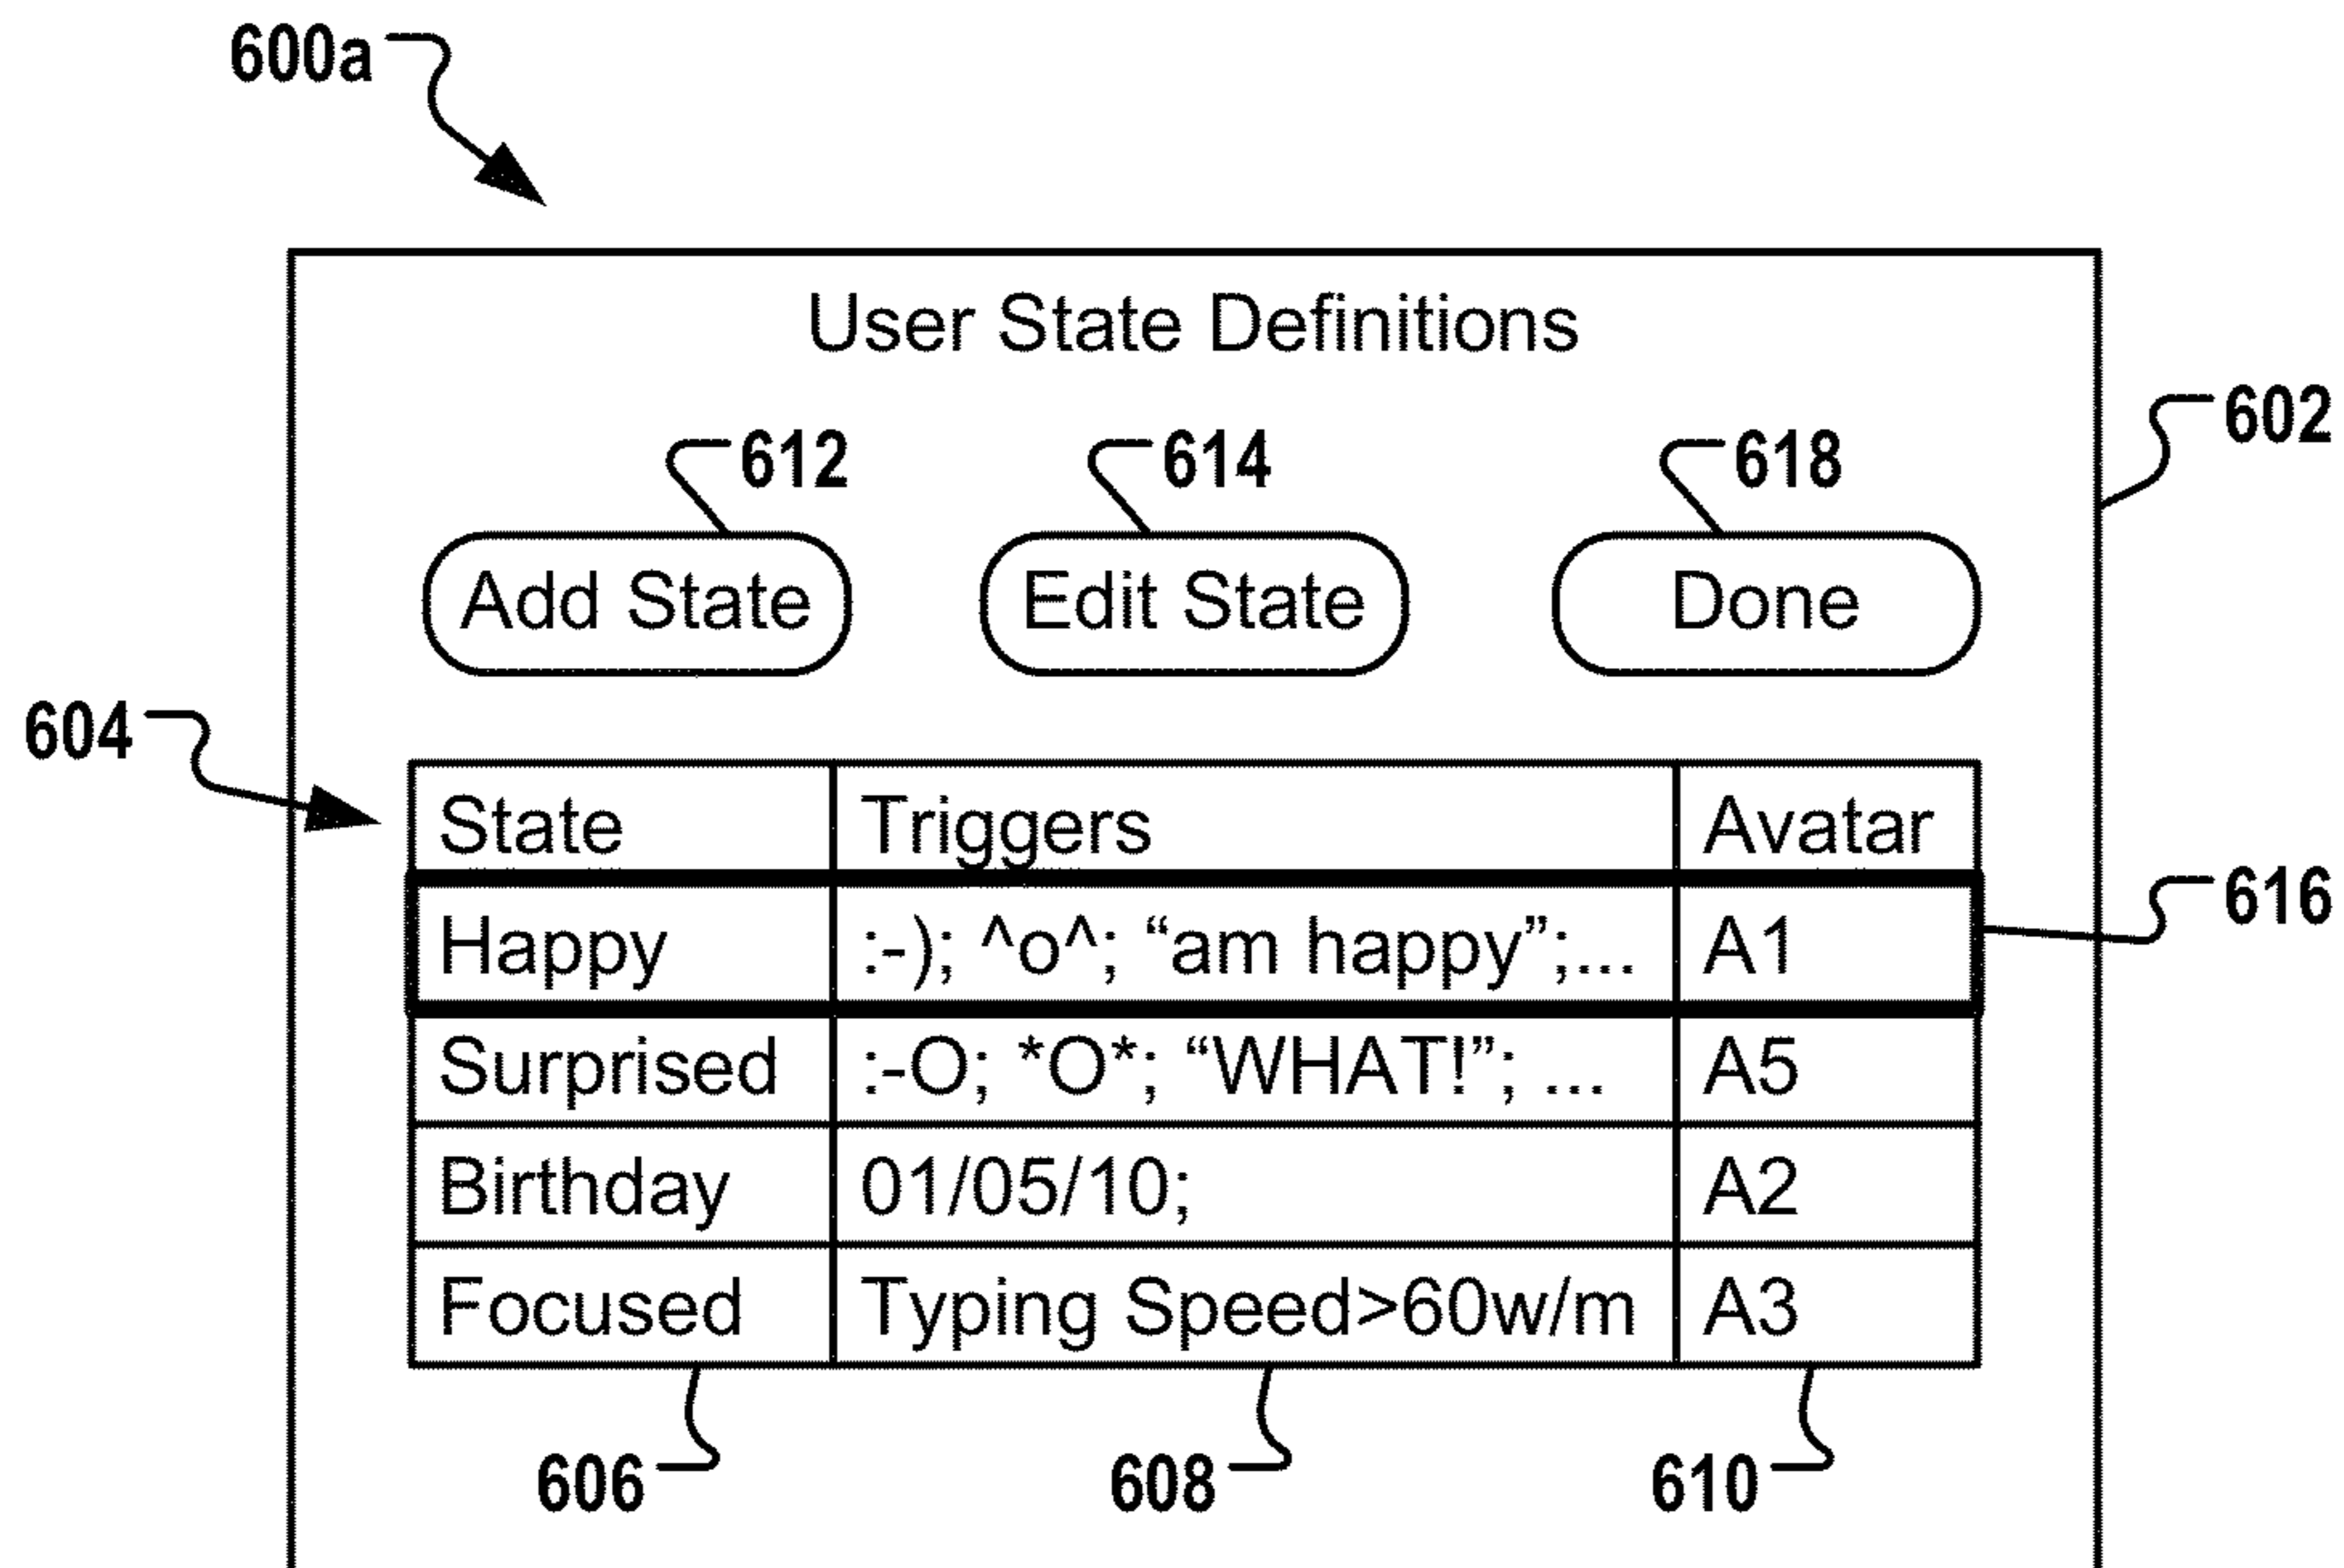 600a
User State Definitions
602
612 614 618
Add State Edit State Done
604
State Triggers Avatar
Happy :-); ^o^; “am happy”;... A1
616
Surprised :-O; *O*; “WHAT!”; ... A5
Birthday 01/05/10; A2
Focused Typing Speed>60w/m A3
606 608 610